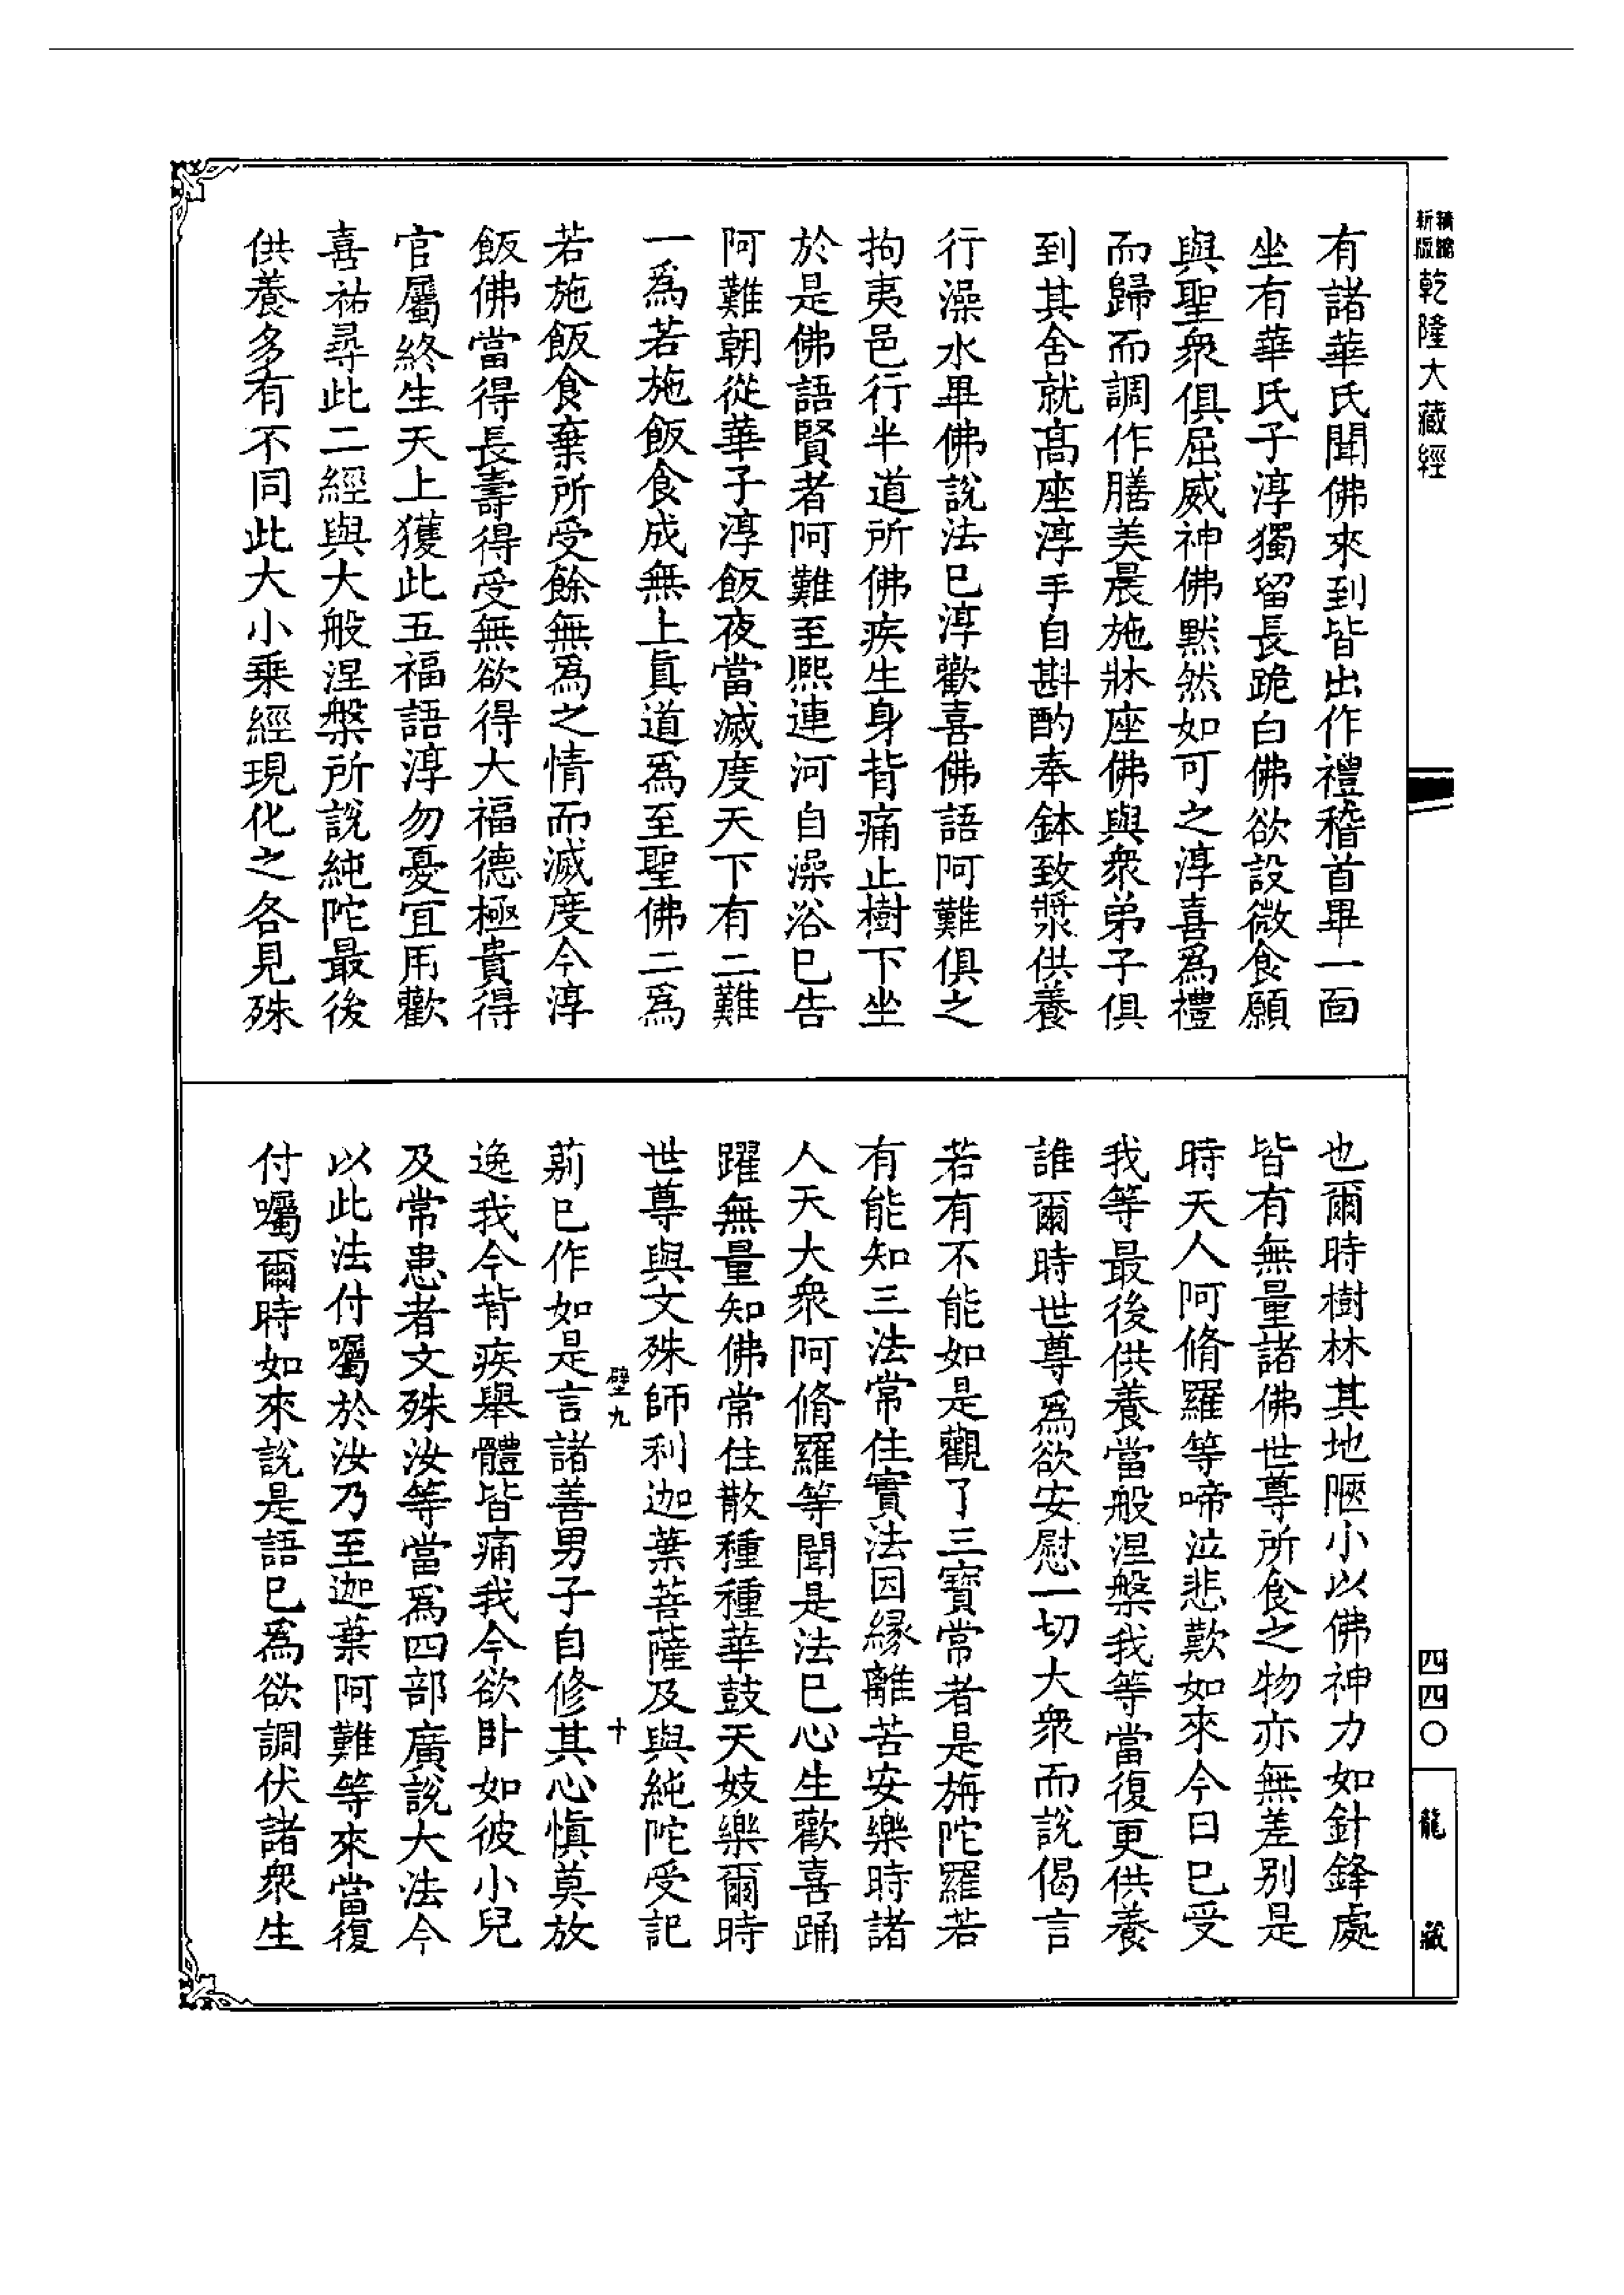 新版精縮乾隆大藏經
有諸華氏聞佛來到皆出作禮稽首畢一面
坐有華氏子淳獨留長跪白佛欲設微食願
與聖衆俱屈威神佛黙然如可之淳喜爲禮
而歸而調作膳美晨施牀座佛與衆弟子俱
到其舍就髙座淳手自斟酌奉鉢致漿供養
行澡水畢佛說法已淳歡喜佛語阿難俱之
拘夷邑行半道所佛疾生身背痛止樹下坐
於是佛語賢者阿難至熈連河自澡浴已告
阿難朝從華子淳飯夜當滅度天下有二難
一爲若施飯食成無上眞道爲至聖佛二爲
若施飯食棄所受餘無爲之情而滅度今淳
飯佛當得長壽得受無欲得大福德極貴得
官屬終生天上獲此五福語淳勿憂宜用歡
喜祐尋此二經與大般涅槃所說純陀最後
供養多有不同此大小乘經現化之各見殊
也爾時樹林其地陿小以佛神力如針鋒處
皆有無量諸佛世尊所食之物亦無差別是
時天人阿脩羅等啼泣悲歎如來今日已受
我等最後供養當般涅槃我等當復更供養
誰爾時世尊爲欲安慰一切大衆而說偈言
若有不能如是觀了三寶常者是旃陀羅若
有能知三法常住實法因縁離苦安樂時諸
人天大衆阿脩羅等聞是法已心生歡喜踊
躍無量知佛常住散種種華鼓天妓樂爾時
世尊與文殊師利迦葉菩薩及與純陀受記
壁九 十
莂已作如是言諸善男子自修其心愼莫放
逸我今背疾舉體皆痛我今欲卧如彼小兒
及常患者文殊汝等當爲四部廣說大法今
以此法付囑於汝乃至迦葉阿難等來當復
付囑爾時如來說是語已爲欲調伏諸衆生
四四〇
龍藏